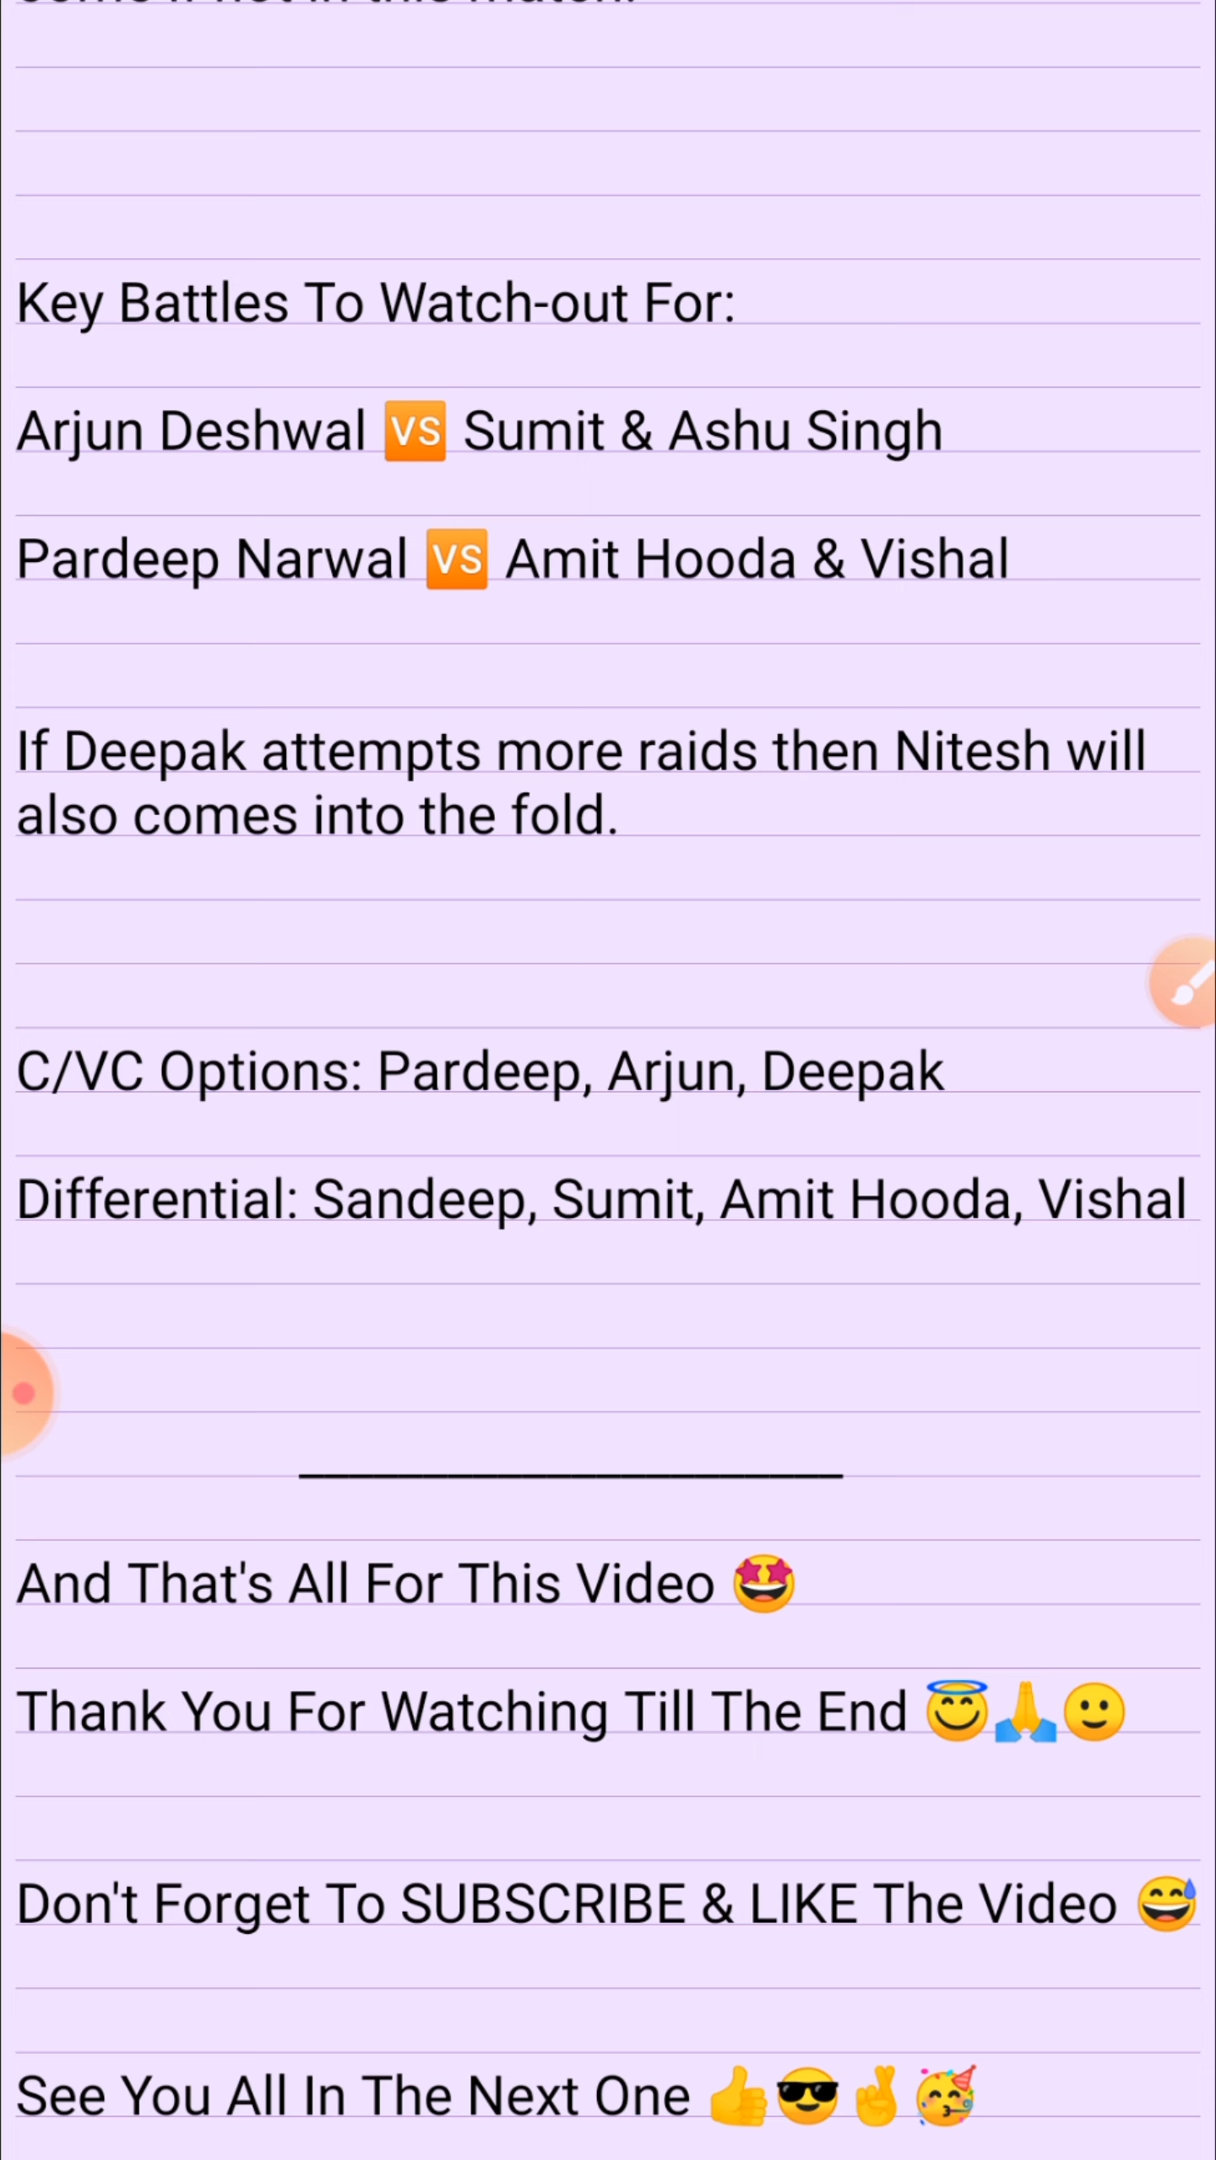 Key Battles To Watch-out For:
Arjun Deshwal 🆚 Sumit & Ashu Singh
Pardeep Narwal 🆚 Amit Hooda & Vishal
If Deepak attempts more raids then Nitesh will
also comes into the fold.
C/VC Options: Pardeep, Arjun, Deepak
Differential: Sandeep, Sumit, Amit Hooda, Vishal
______________________
And That's All For This Video 🤩
Thank You For Watching Till The End 😇🙏🙂
Don't Forget To SUBSCRIBE & LIKE The Video 😅
See You All In The Next One 👍😎🤞🥳